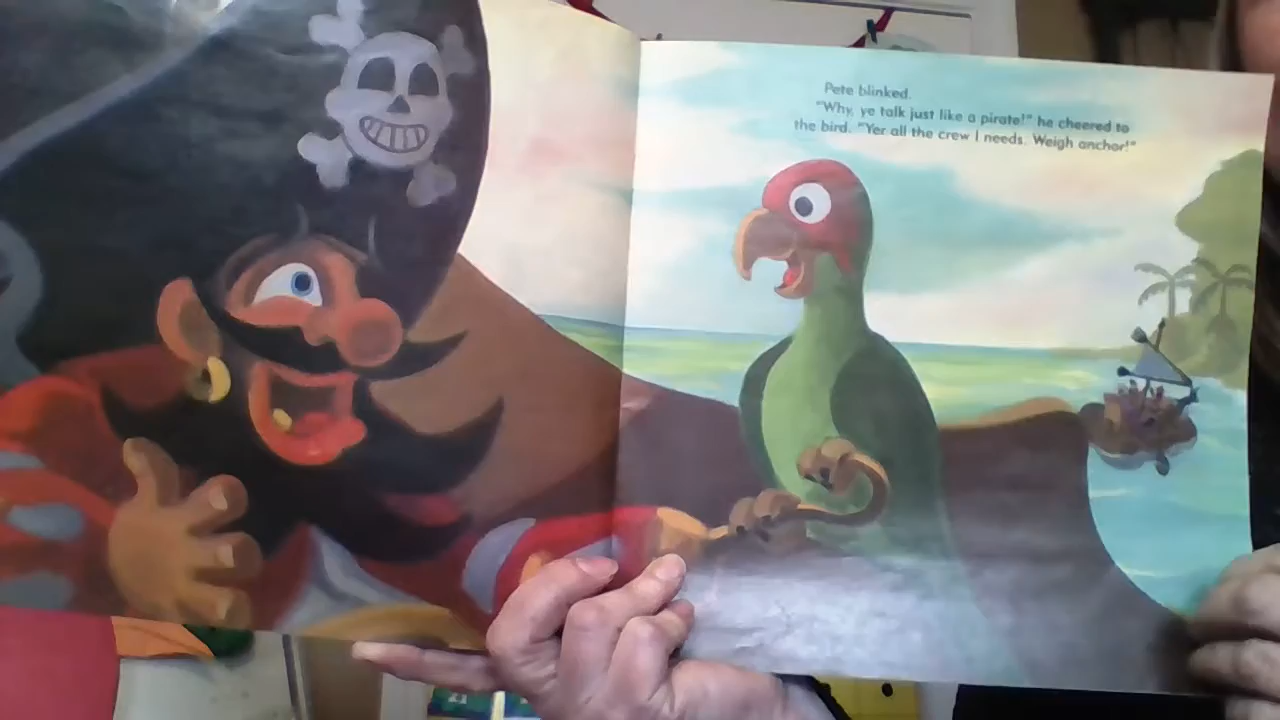 Pete blinked.
"Why, ye talk just like a pirate!" he cheered to
the bird. "Yer all the crew I needs. Weigh anchor!"